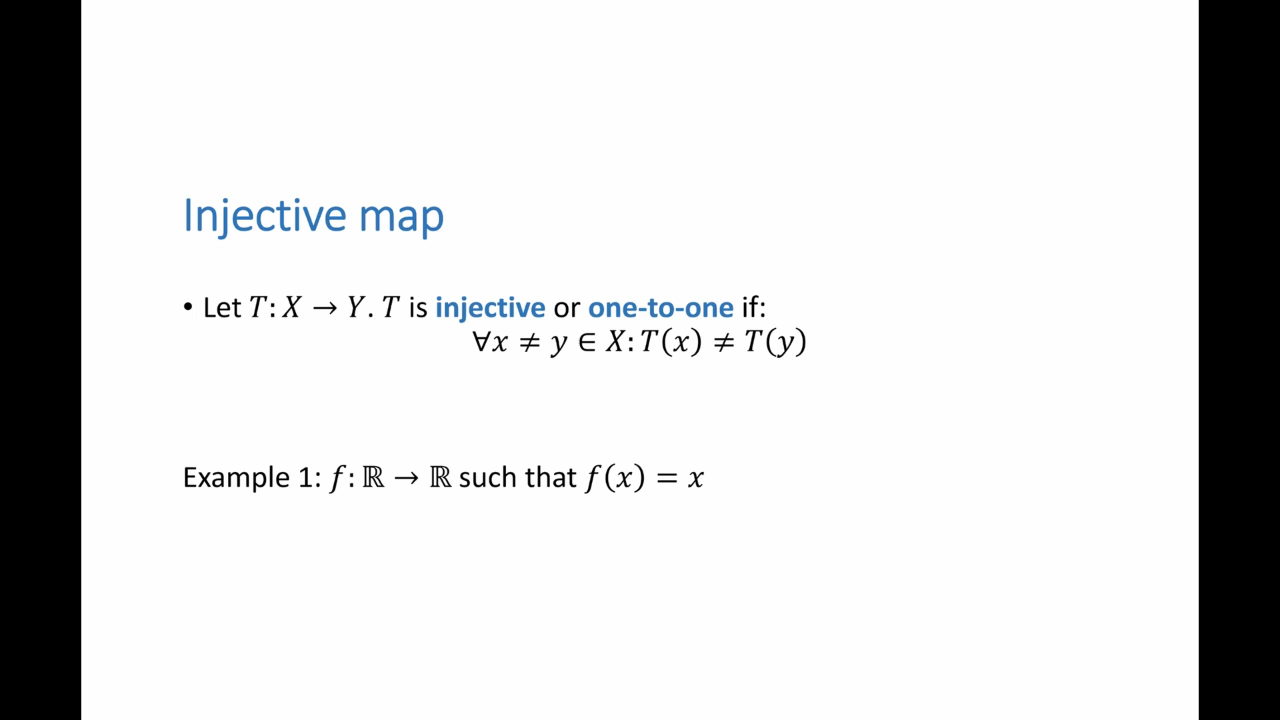 Injective map
• Let 𝑇: 𝑋 → 𝑌. 𝑇 is injective or one-to-one if:
∀𝑥 ≠ 𝑦 ∈ 𝑋: 𝑇(𝑥) ≠ 𝑇(𝑦)
Example 1: 𝑓: ℝ → ℝ such that 𝑓(𝑥) = 𝑥